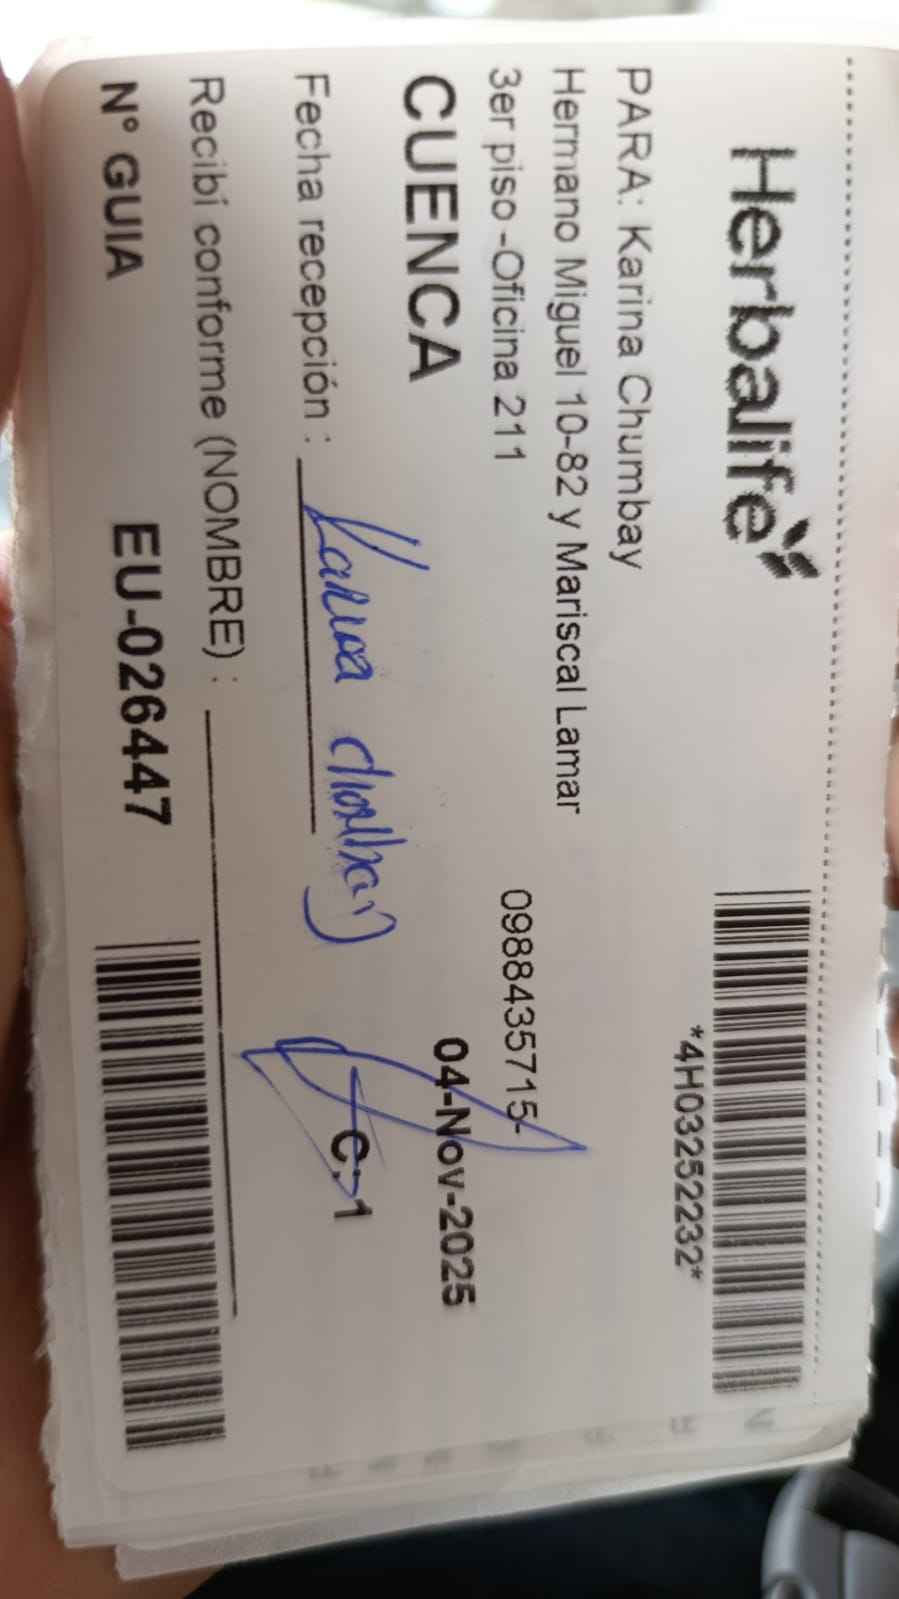 Herbalife
*4H03252232*
PARA: Karina Chumbay
Hermano Miguel 10-82 y Mariscal Lamar
3er piso -Oficina 211
0988435715-
CUENCA
04-Nov-2025
Fecha recepción :
C: 1
Recibí conforme (NOMBRE) :
N° GUIA EU-026447